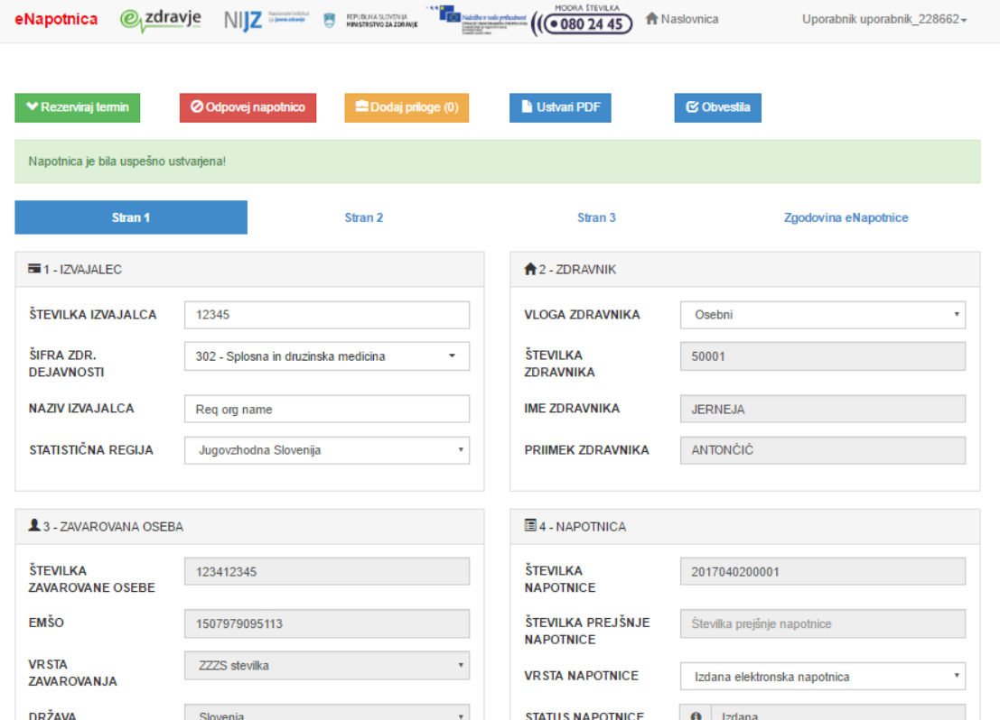 eNapotnica
zdravje
NIJZ Nacionalni inštitut za javno zdravje
REPUBLIKA SLOVENIJA
MINISTRSTVO ZA ZDRAVJE
Naložba v vašo prihodnost
MODRA ŠTEVILKA
080 24 45
Naslovnica
Uporabnik uporabnik_228662
Rezerviraj termin
Odpovej napotnico
Dodaj priloge (0)
Ustvari PDF
Obvestila
Napotnica je bila uspešno ustvarjena!
Stran 1
Stran 2
Stran 3
Zgodovina eNapotnice
1 - IZVAJALEC
ŠTEVILKA IZVAJALCA 12345
ŠIFRA ZDR. 302 - Splosna in druzinska medicina
DEJAVNOSTI
NAZIV IZVAJALCA Req org name
STATISTIČNA REGIJA Jugovzhodna Slovenija
2 - ZDRAVNIK
VLOGA ZDRAVNIKA Osebni
ŠTEVILKA 50001
ZDRAVNIKA
IME ZDRAVNIKA JERNEJA
PRIIMEK ZDRAVNIKA ANTONČIČ
3 - ZAVAROVANA OSEBA
ŠTEVILKA 123412345
ZAVAROVANE OSEBE
EMŠO 1507979095113
VRSTA ZZZS stevilka
ZAVAROVANJA
DRŽAVA Slovenija
4 - NAPOTNICA
ŠTEVILKA 2017040200001
NAPOTNICE
ŠTEVILKA PREJŠNJE Številka prejšnje napotnice
NAPOTNICE
VRSTA NAPOTNICE Izdana elektronska napotnica
STATUS NAPOTNICE Izdana